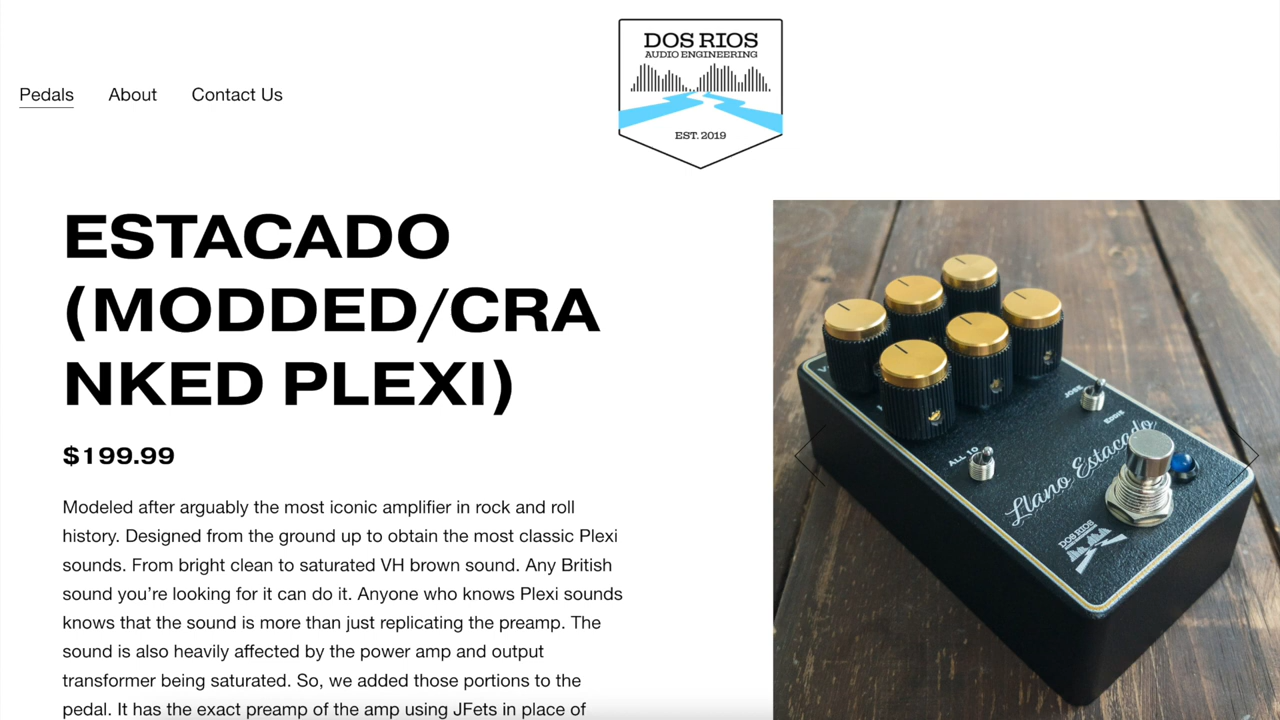 DOS RIOS
AUDIO ENGINEERING
EST. 2019
Pedals About Contact Us
ESTACADO
(MODDED/CRA
NKED PLEXI)
$199.99
Modeled after arguably the most iconic amplifier in rock and roll
history. Designed from the ground up to obtain the most classic Plexi
sounds. From bright clean to saturated VH brown sound. Any British
sound you’re looking for it can do it. Anyone who knows Plexi sounds
knows that the sound is more than just replicating the preamp. The
sound is also heavily affected by the power amp and output
transformer being saturated. So, we added those portions to the
pedal. It has the exact preamp of the amp using JFets in place of
JOSE
EDDIE
ALL 10
Llano Estacado
DOS RIOS